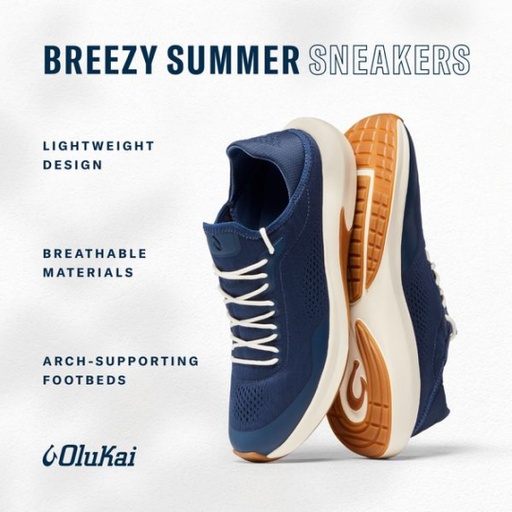 BREEZY SUMMER SNEAKERS
LIGHTWEIGHT
DESIGN
BREATHABLE
MATERIALS
ARCH-SUPPORTING
FOOTBEDS
OluKai